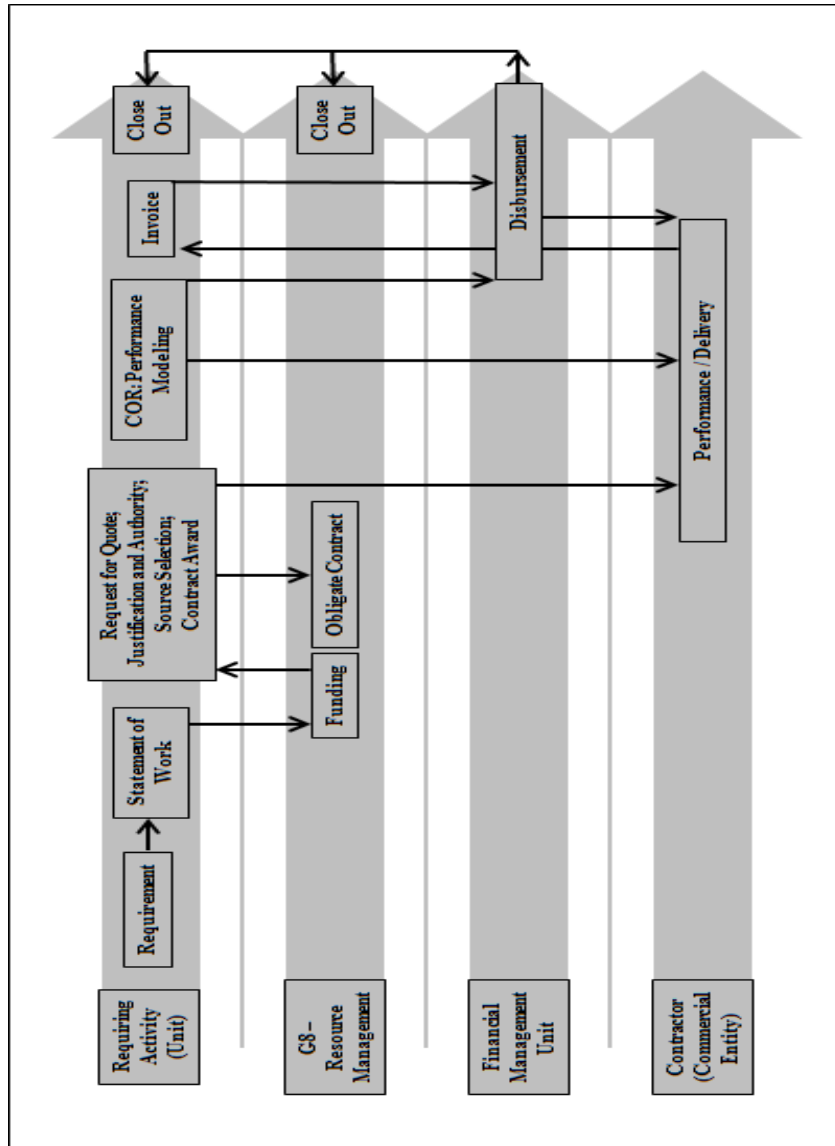 Requiring
Activity
(Unit)
Requirement
Statement of
Work
Request for Quote;
Justification and Authority;
Source Selection;
Contract Award
COR: Performance
Modeling
Invoice
Close
Out
G8 –
Resource
Management
Funding
Obligate Contract
Close
Out
Financial
Management
Unit
Disbursement
Contractor
(Commercial
Entity)
Performance / Delivery